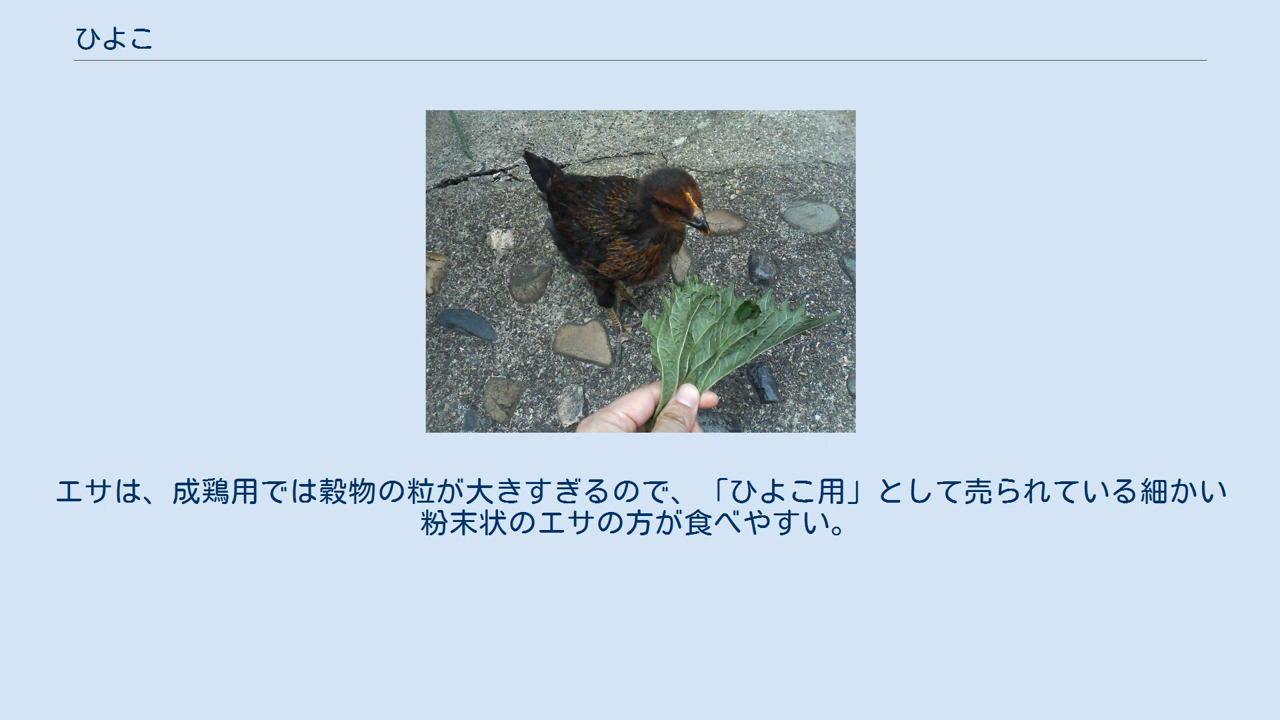 ひよこ
エサは、成鶏用では穀物の粒が大きすぎるので、「ひよこ用」として売られている細かい
粉末状のエサの方が食べやすい。